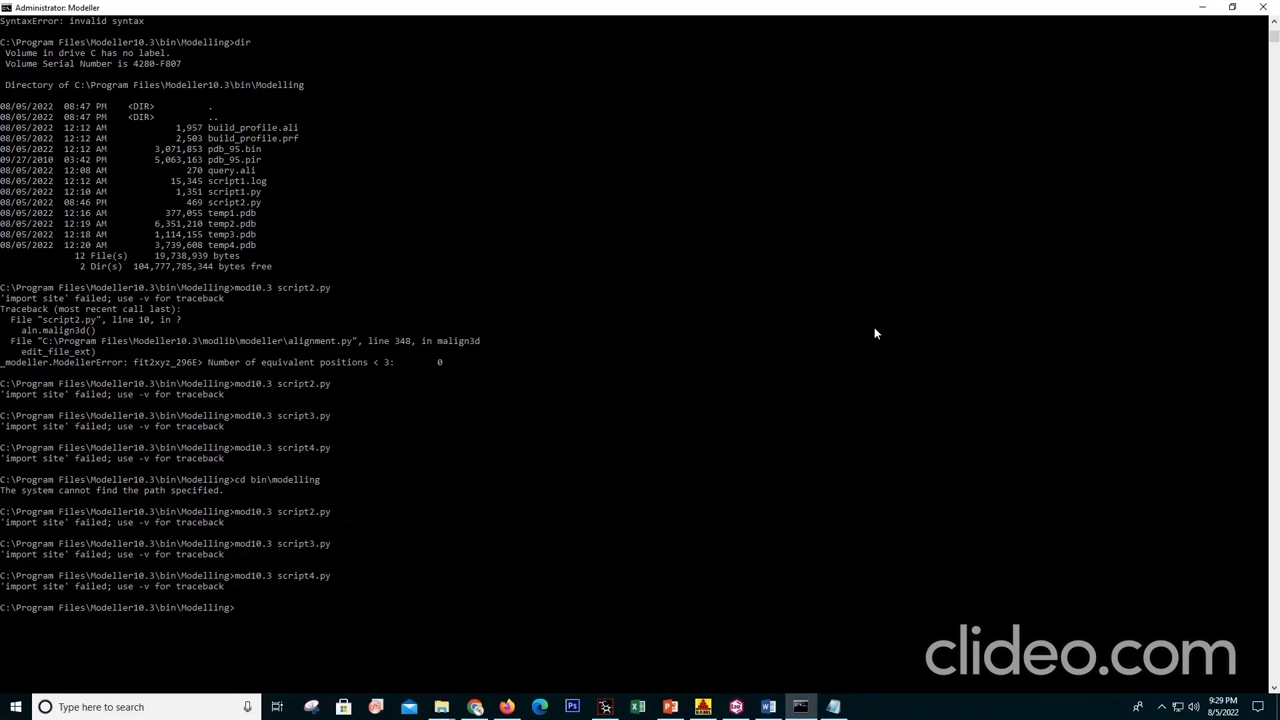 Administrator: Modeller
SyntaxError: invalid syntax
C:\Program Files\Modeller10.3\bin\Modelling>dir
Volume in drive C has no label.
Volume Serial Number is 4280-F807
Directory of C:\Program Files\Modeller10.3\bin\Modelling
08/05/2022 08:47 PM <DIR> .
08/05/2022 08:47 PM <DIR> ..
08/05/2022 12:12 AM 1,957 build_profile.ali
08/05/2022 12:12 AM 2,503 build_profile.prf
08/05/2022 12:12 AM 3,071,853 pdb_95.bin
09/27/2010 03:42 PM 5,063,163 pdb_95.pir
08/05/2022 12:08 AM 270 query.ali
08/05/2022 12:12 AM 15,345 script1.log
08/05/2022 12:10 AM 1,351 script1.py
08/05/2022 08:46 PM 469 script2.py
08/05/2022 12:16 AM 377,055 temp1.pdb
08/05/2022 12:19 AM 6,351,210 temp2.pdb
08/05/2022 12:18 AM 1,114,155 temp3.pdb
08/05/2022 12:20 AM 3,739,608 temp4.pdb
12 File(s) 19,738,939 bytes
2 Dir(s) 104,777,785,344 bytes free
C:\Program Files\Modeller10.3\bin\Modelling>mod10.3 script2.py
'import site' failed; use -v for traceback
Traceback (most recent call last):
File "script2.py", line 10, in ?
aln.malign3d()
File "C:\Program Files\Modeller10.3\modlib\modeller\alignment.py", line 348, in malign3d
edit_file_ext)
_modeller.ModellerError: fit2xyz_296E> Number of equivalent positions < 3: 0
C:\Program Files\Modeller10.3\bin\Modelling>mod10.3 script2.py
'import site' failed; use -v for traceback
C:\Program Files\Modeller10.3\bin\Modelling>mod10.3 script3.py
'import site' failed; use -v for traceback
C:\Program Files\Modeller10.3\bin\Modelling>mod10.3 script4.py
'import site' failed; use -v for traceback
C:\Program Files\Modeller10.3\bin\Modelling>cd bin\modelling
The system cannot find the path specified.
C:\Program Files\Modeller10.3\bin\Modelling>mod10.3 script2.py
'import site' failed; use -v for traceback
C:\Program Files\Modeller10.3\bin\Modelling>mod10.3 script3.py
'import site' failed; use -v for traceback
C:\Program Files\Modeller10.3\bin\Modelling>mod10.3 script4.py
'import site' failed; use -v for traceback
C:\Program Files\Modeller10.3\bin\Modelling>
clideo.com
Type here to search
9:29 PM
8/5/2022